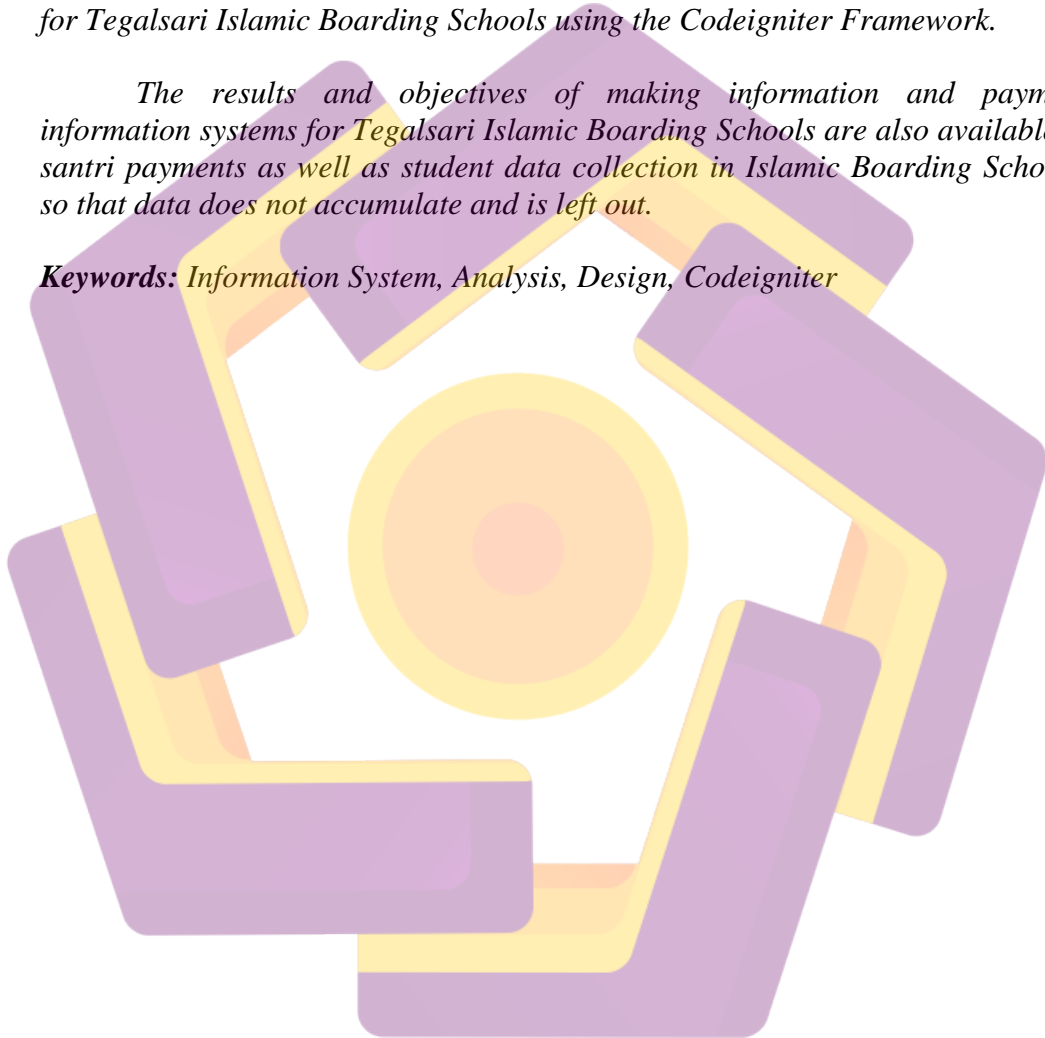 for Tegalsari Islamic Boarding Schools using the Codeigniter Framework.
The results and objectives of making information and paym
information systems for Tegalsari Islamic Boarding Schools are also available
santri payments as well as student data collection in Islamic Boarding Schoo
so that data does not accumulate and is left out.
Keywords: Information System, Analysis, Design, Codeigniter